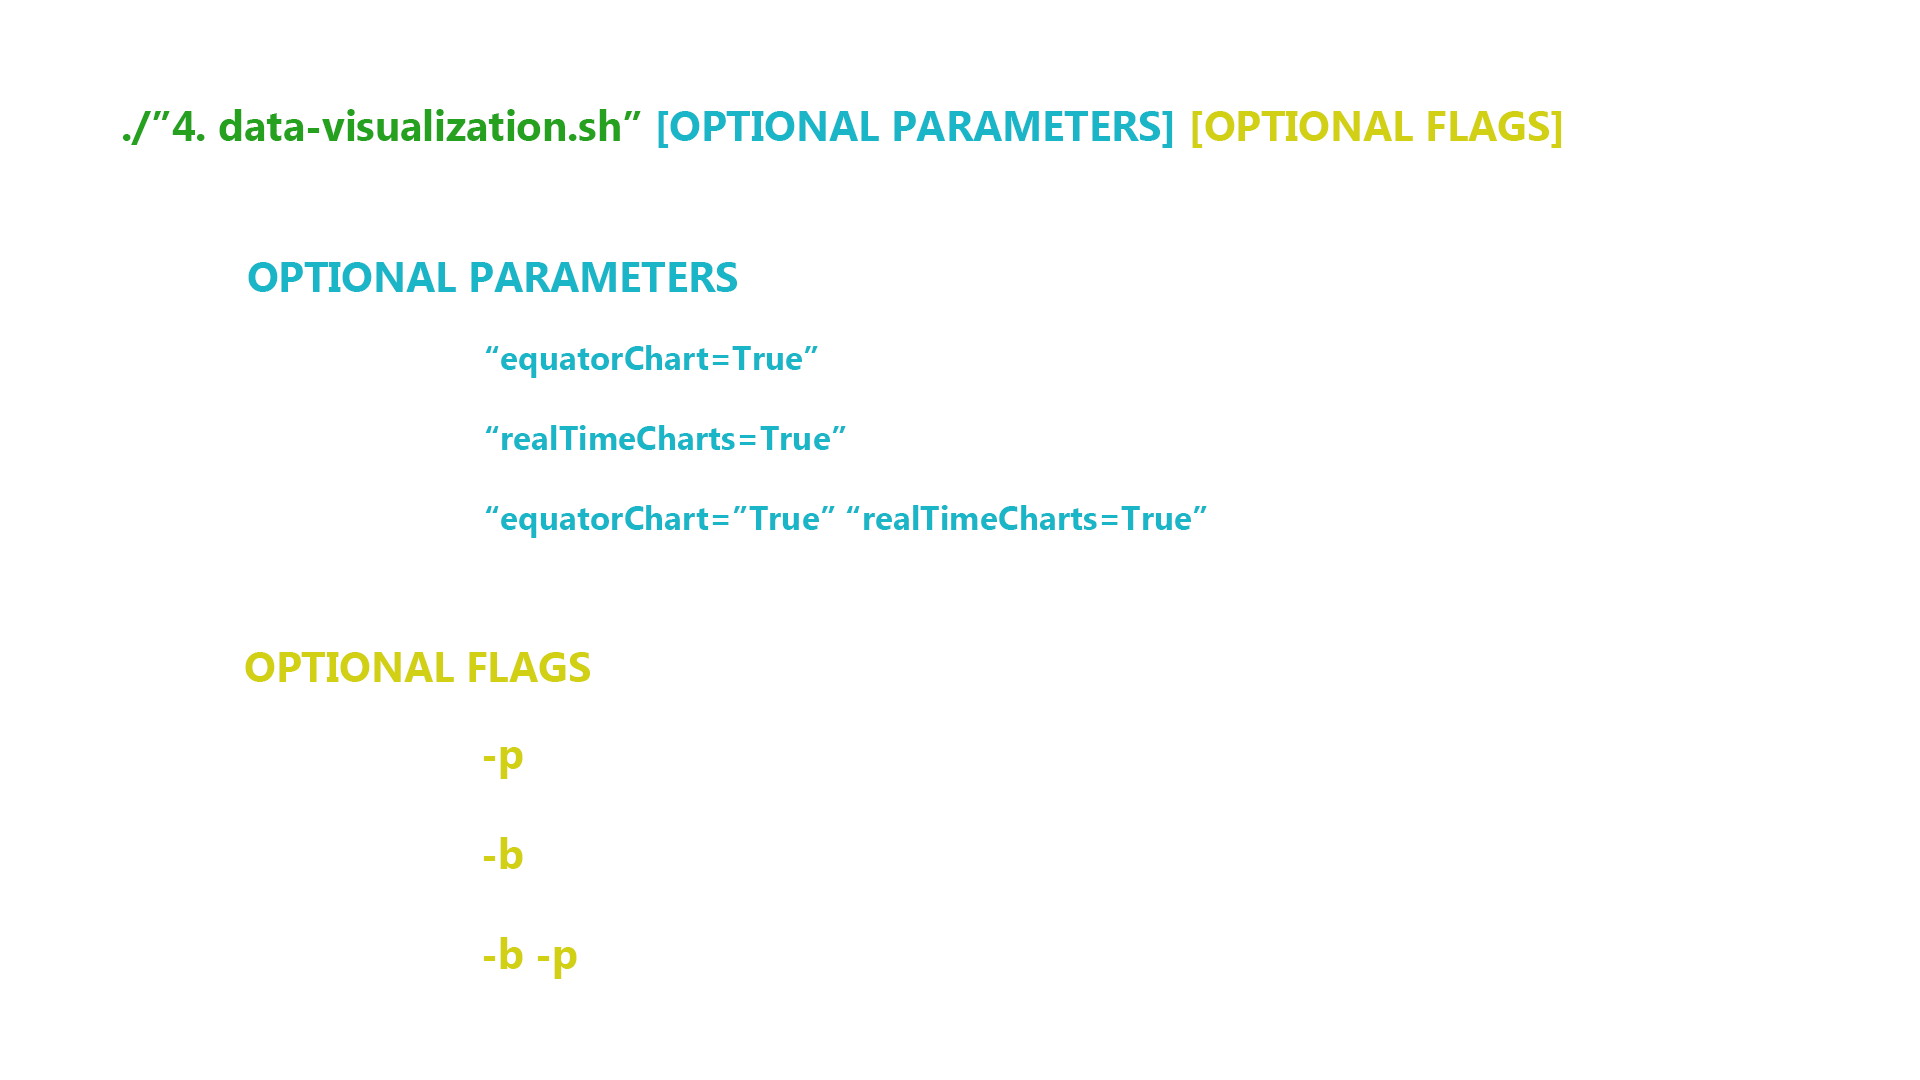 ./”4. data-visualization.sh” [OPTIONAL PARAMETERS] [OPTIONAL FLAGS]
OPTIONAL PARAMETERS
“equatorChart=True”
“realTimeCharts=True”
“equatorChart=”True” “realTimeCharts=True”
OPTIONAL FLAGS
-p
-b
-b -p